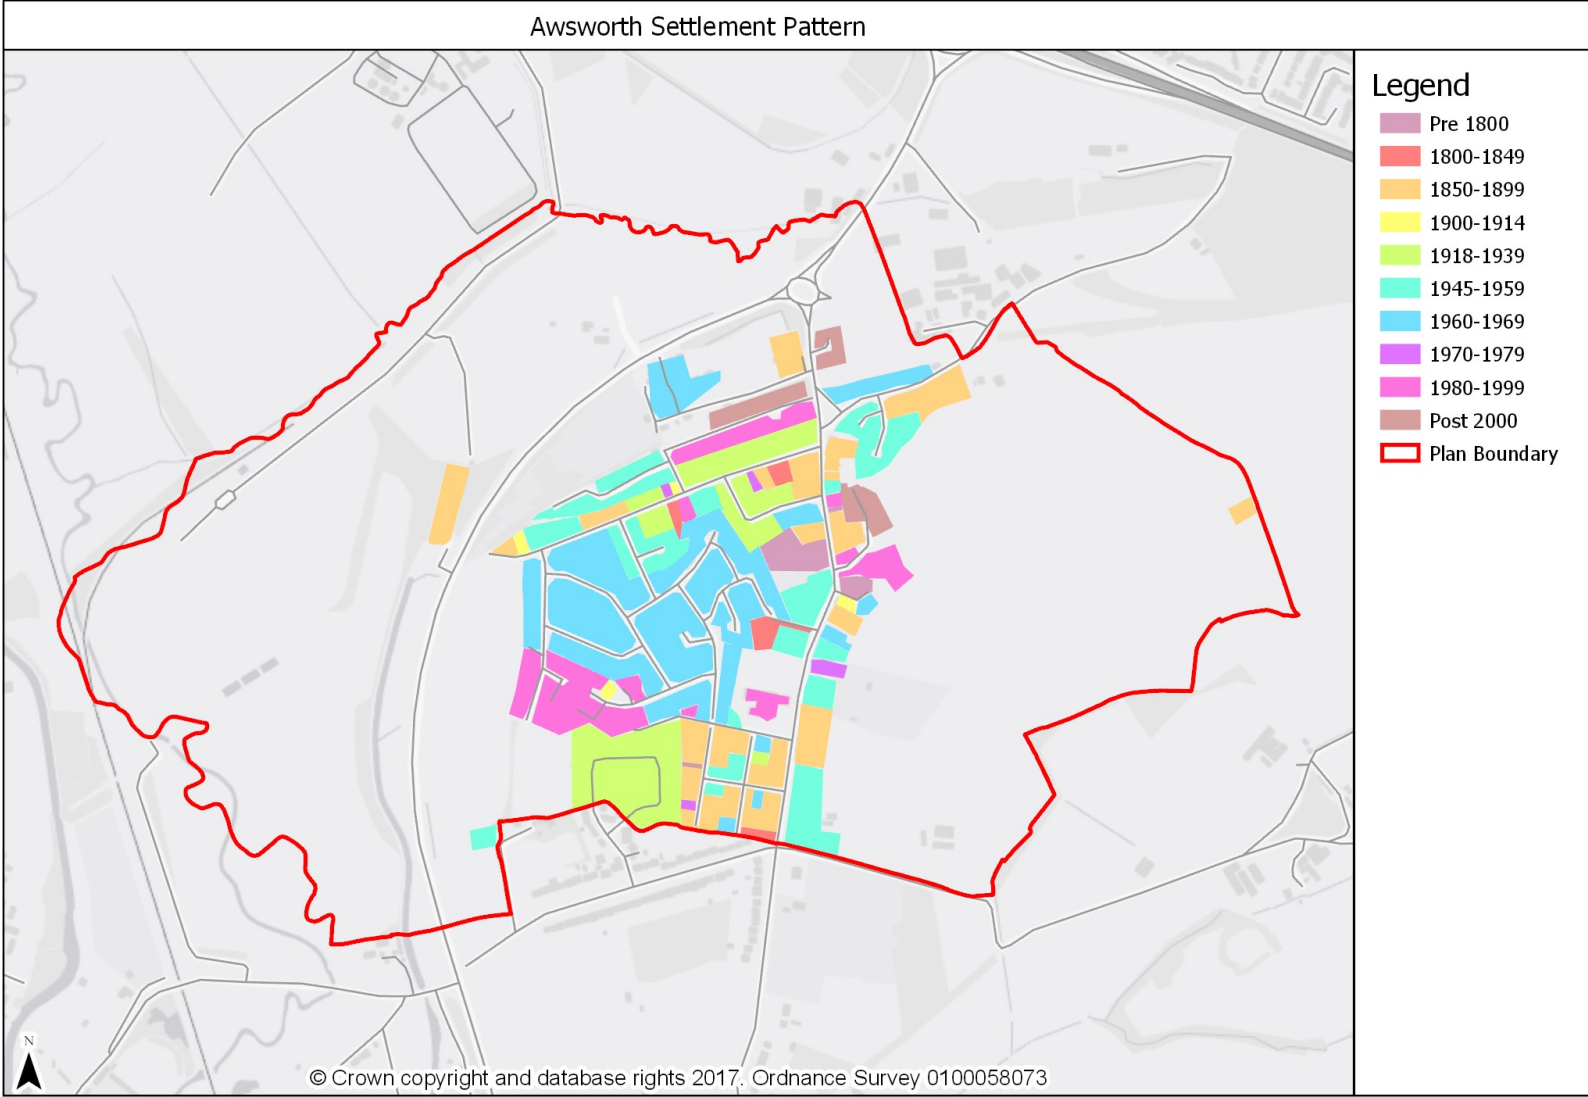 Awsworth Settlement Pattern
Legend
Pre 1800
1800-1849
1850-1899
1900-1914
1918-1939
1945-1959
1960-1969
1970-1979
1980-1999
Post 2000
Plan Boundary
N
© Crown copyright and database rights 2017. Ordnance Survey 0100058073